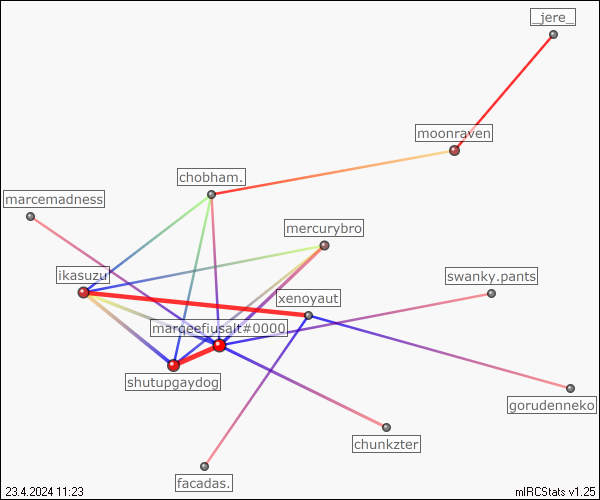 _jere_
moonraven
chobham.
marcemadness
mercurybro
ikasuzu
swanky.pants
xenoyaut
marqeefiusalt#0000
shutupgaydog
gorudenneko
chunkzter
facadas.
23.4.2024 11:23
mIRCStats v1.25